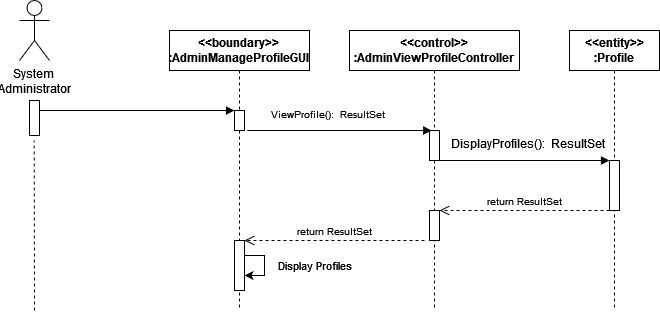 <<boundary>>
:AdminManageProfileGUI
<<control>>
:AdminViewProfileController
<<entity>>
:Profile
System
Administrator
ViewProfile(): ResultSet
DisplayProfiles(): ResultSet
return ResultSet
return ResultSet
Display Profiles